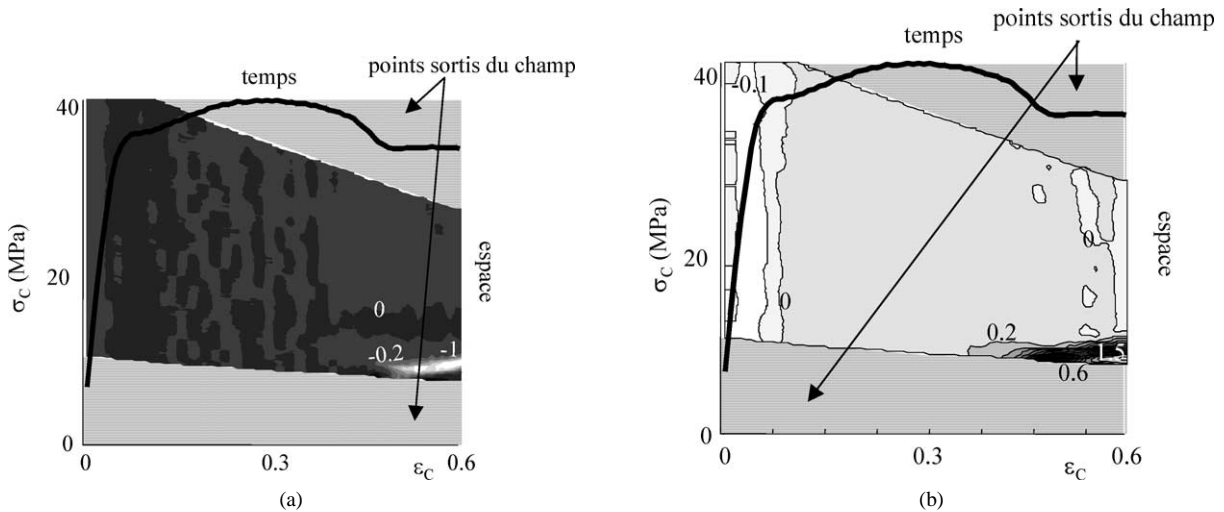 temps
points sortis du champ
40
20
0
σC (MPa)
espace
0
-0.2
-1
0
0.3
εC
0.6
(a)
points sortis du champ
temps
-0.1
40
20
0
σC (MPa)
espace
0
0
0.2
1.5
0.6
0
0.3
εC
0.6
(b)